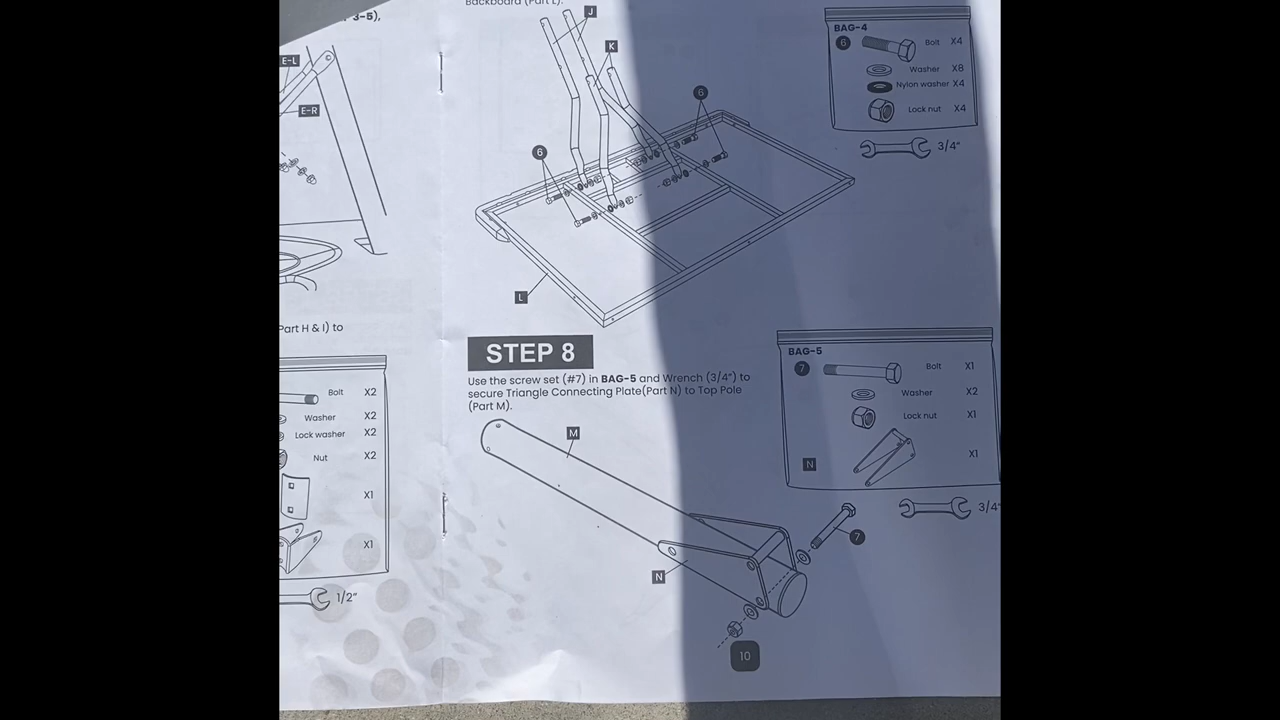 3-5),
E-L
E-R
Part H & I) to
Bolt X2
Washer X2
Lock washer X2
Nut X2
X1
X1
1/2"
Backboard (Part L).
J
K
6
6
L
BAG-4
6 Bolt X4
Washer X8
Nylon washer X4
Lock nut X4
3/4"
STEP 8
Use the screw set (#7) in BAG-5 and Wrench (3/4") to
secure Triangle Connecting Plate(Part N) to Top Pole
(Part M).
M
N
7
BAG-5
7 Bolt X1
Washer X2
Lock nut X1
N X1
3/4"
10